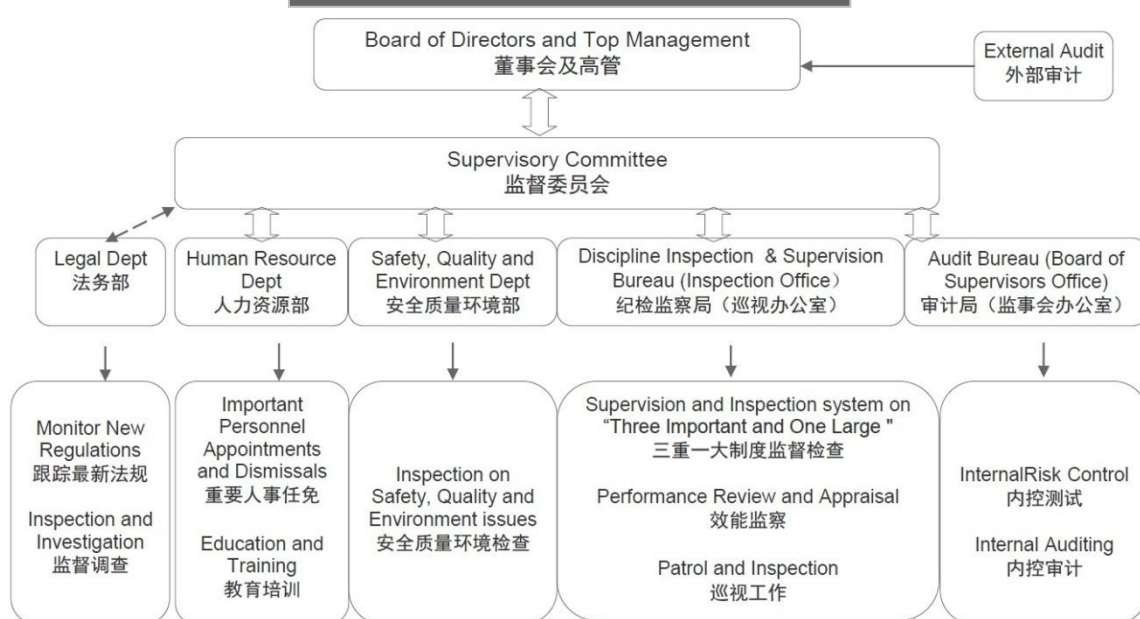 Board of Directors and Top Management
董事会及高管
External Audit
外部审计
Supervisory Committee
监督委员会
Legal Dept
法务部
Human Resource
Dept
人力资源部
Safety, Quality and
Environment Dept
安全质量环境部
Discipline Inspection & Supervision
Bureau (Inspection Office）
纪检监察局（巡视办公室）
Audit Bureau (Board of
Supervisors Office)
审计局（监事会办公室）
Monitor New
Regulations
跟踪最新法规
Inspection and
Investigation
监督调查
Important
Personnel
Appointments
and Dismissals
重要人事任免
Education and
Training
教育培训
Inspection on
Safety, Quality and
Environment issues
安全质量环境检查
Supervision and Inspection system on
“Three Important and One Large "
三重一大制度监督检查
Performance Review and Appraisal
效能监察
Patrol and Inspection
巡视工作
InternalRisk Control
内控测试
Internal Auditing
内控审计